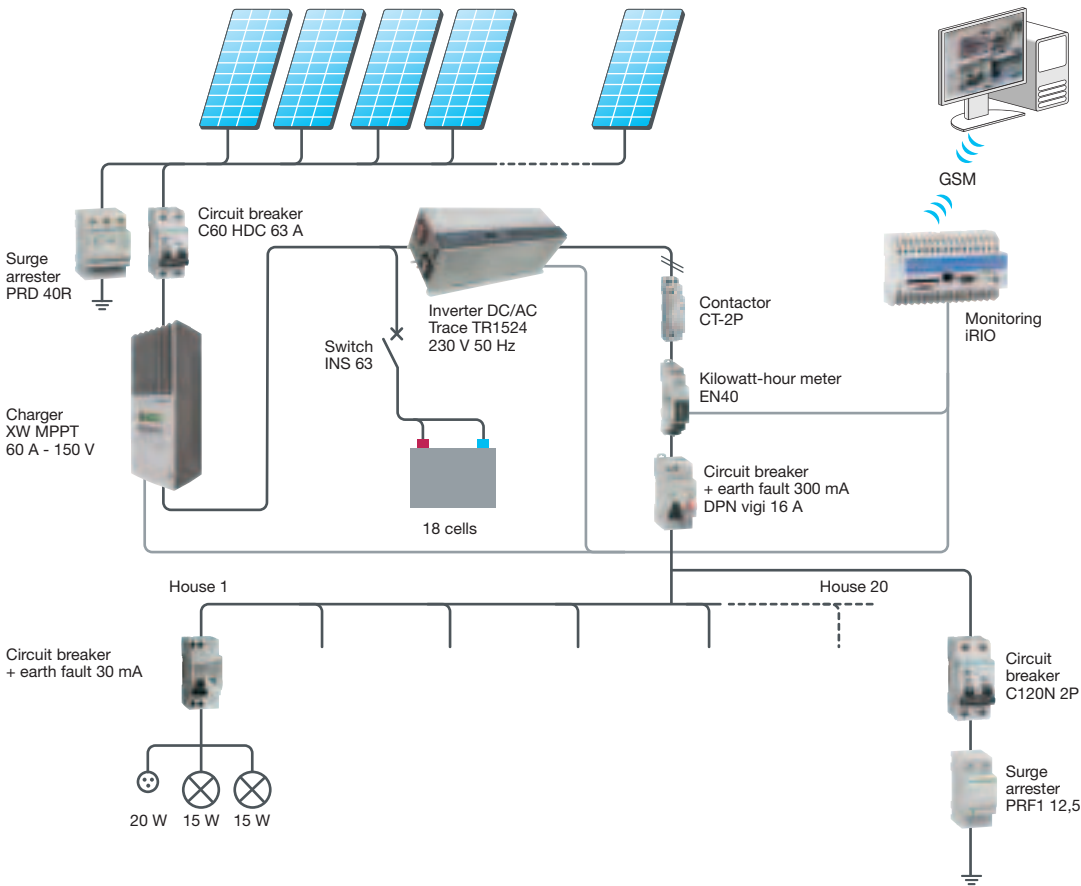 GSM
Circuit breaker
C60 HDC 63 A
Surge
arrester
PRD 40R
Inverter DC/AC
Trace TR1524
230 V 50 Hz
Contactor
CT-2P
Monitoring
iRIO
Switch
INS 63
Kilowatt-hour meter
EN40
Charger
XW MPPT
60 A - 150 V
Circuit breaker
+ earth fault 300 mA
DPN vigi 16 A
18 cells
House 1
House 20
Circuit breaker
+ earth fault 30 mA
Circuit
breaker
C120N 2P
Surge
arrester
PRF1 12,5
20 W
15 W
15 W